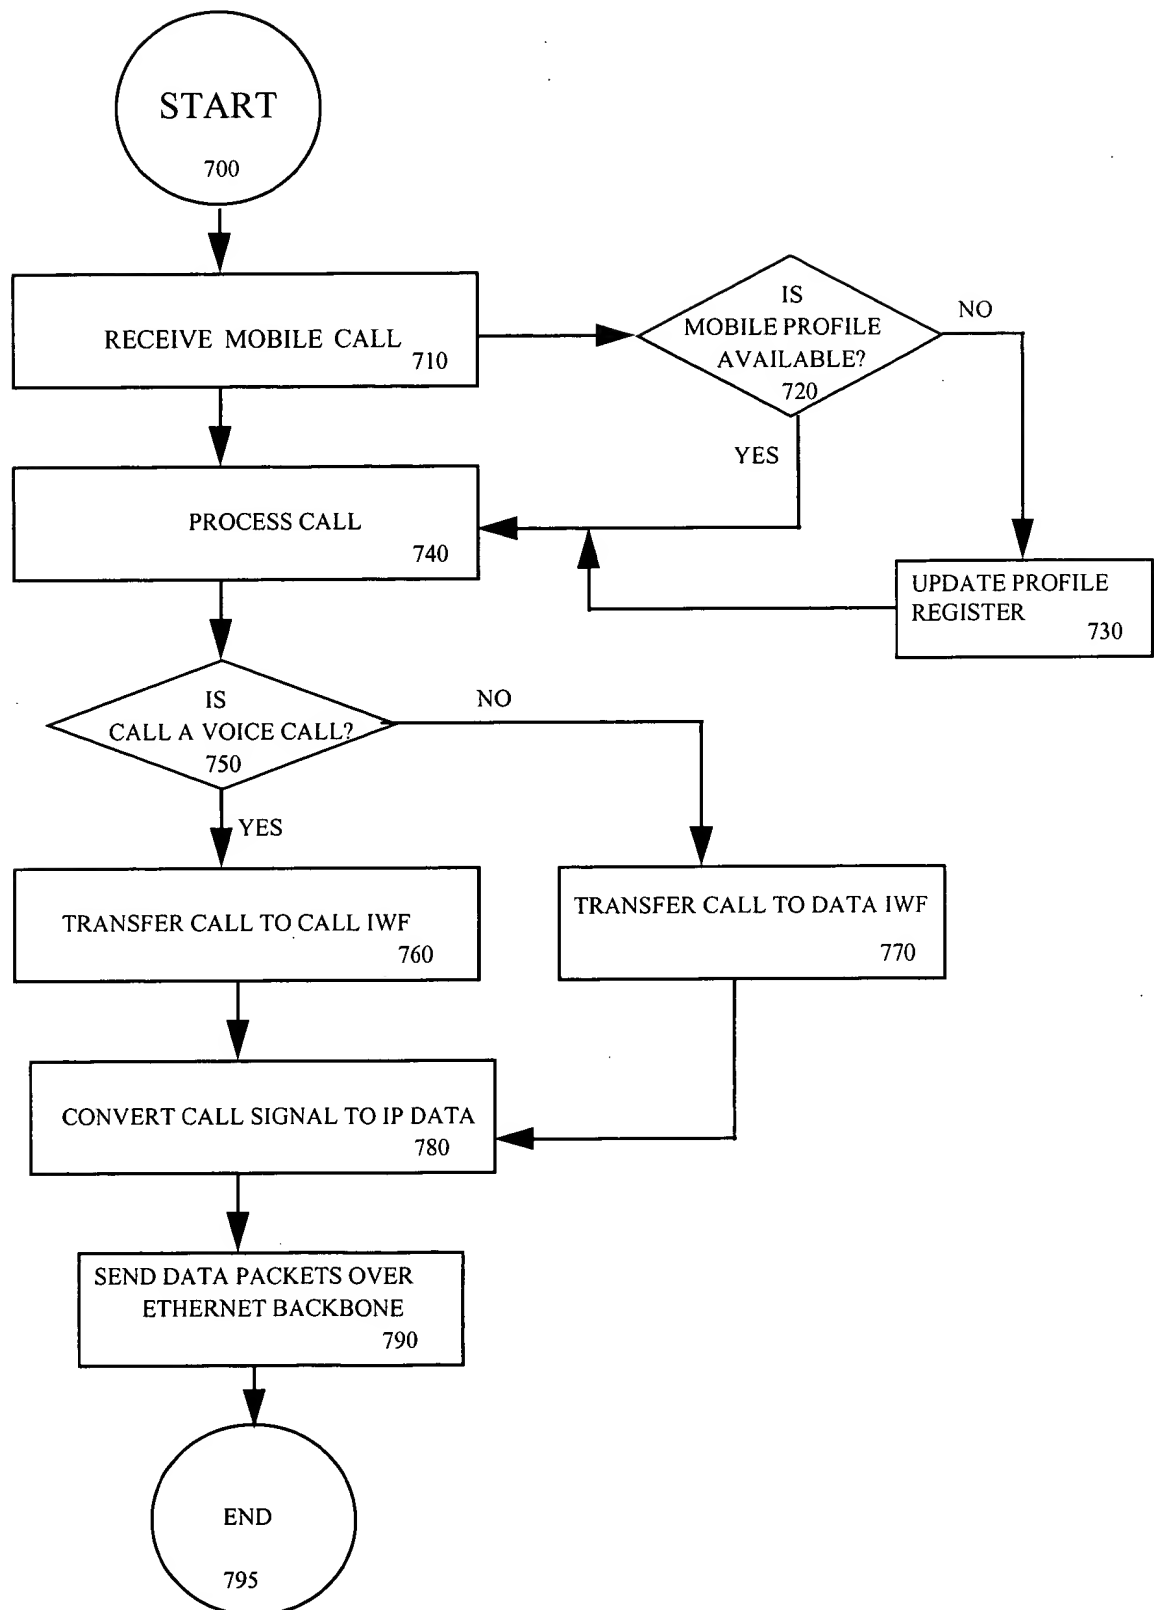 START
700
RECEIVE MOBILE CALL
710
IS
MOBILE PROFILE
AVAILABLE?
720
NO
YES
PROCESS CALL
740
UPDATE PROFILE
REGISTER
730
IS
CALL A VOICE CALL?
750
NO
YES
TRANSFER CALL TO CALL IWF
760
TRANSFER CALL TO DATA IWF
770
CONVERT CALL SIGNAL TO IP DATA
780
SEND DATA PACKETS OVER
ETHERNET BACKBONE
790
END
795